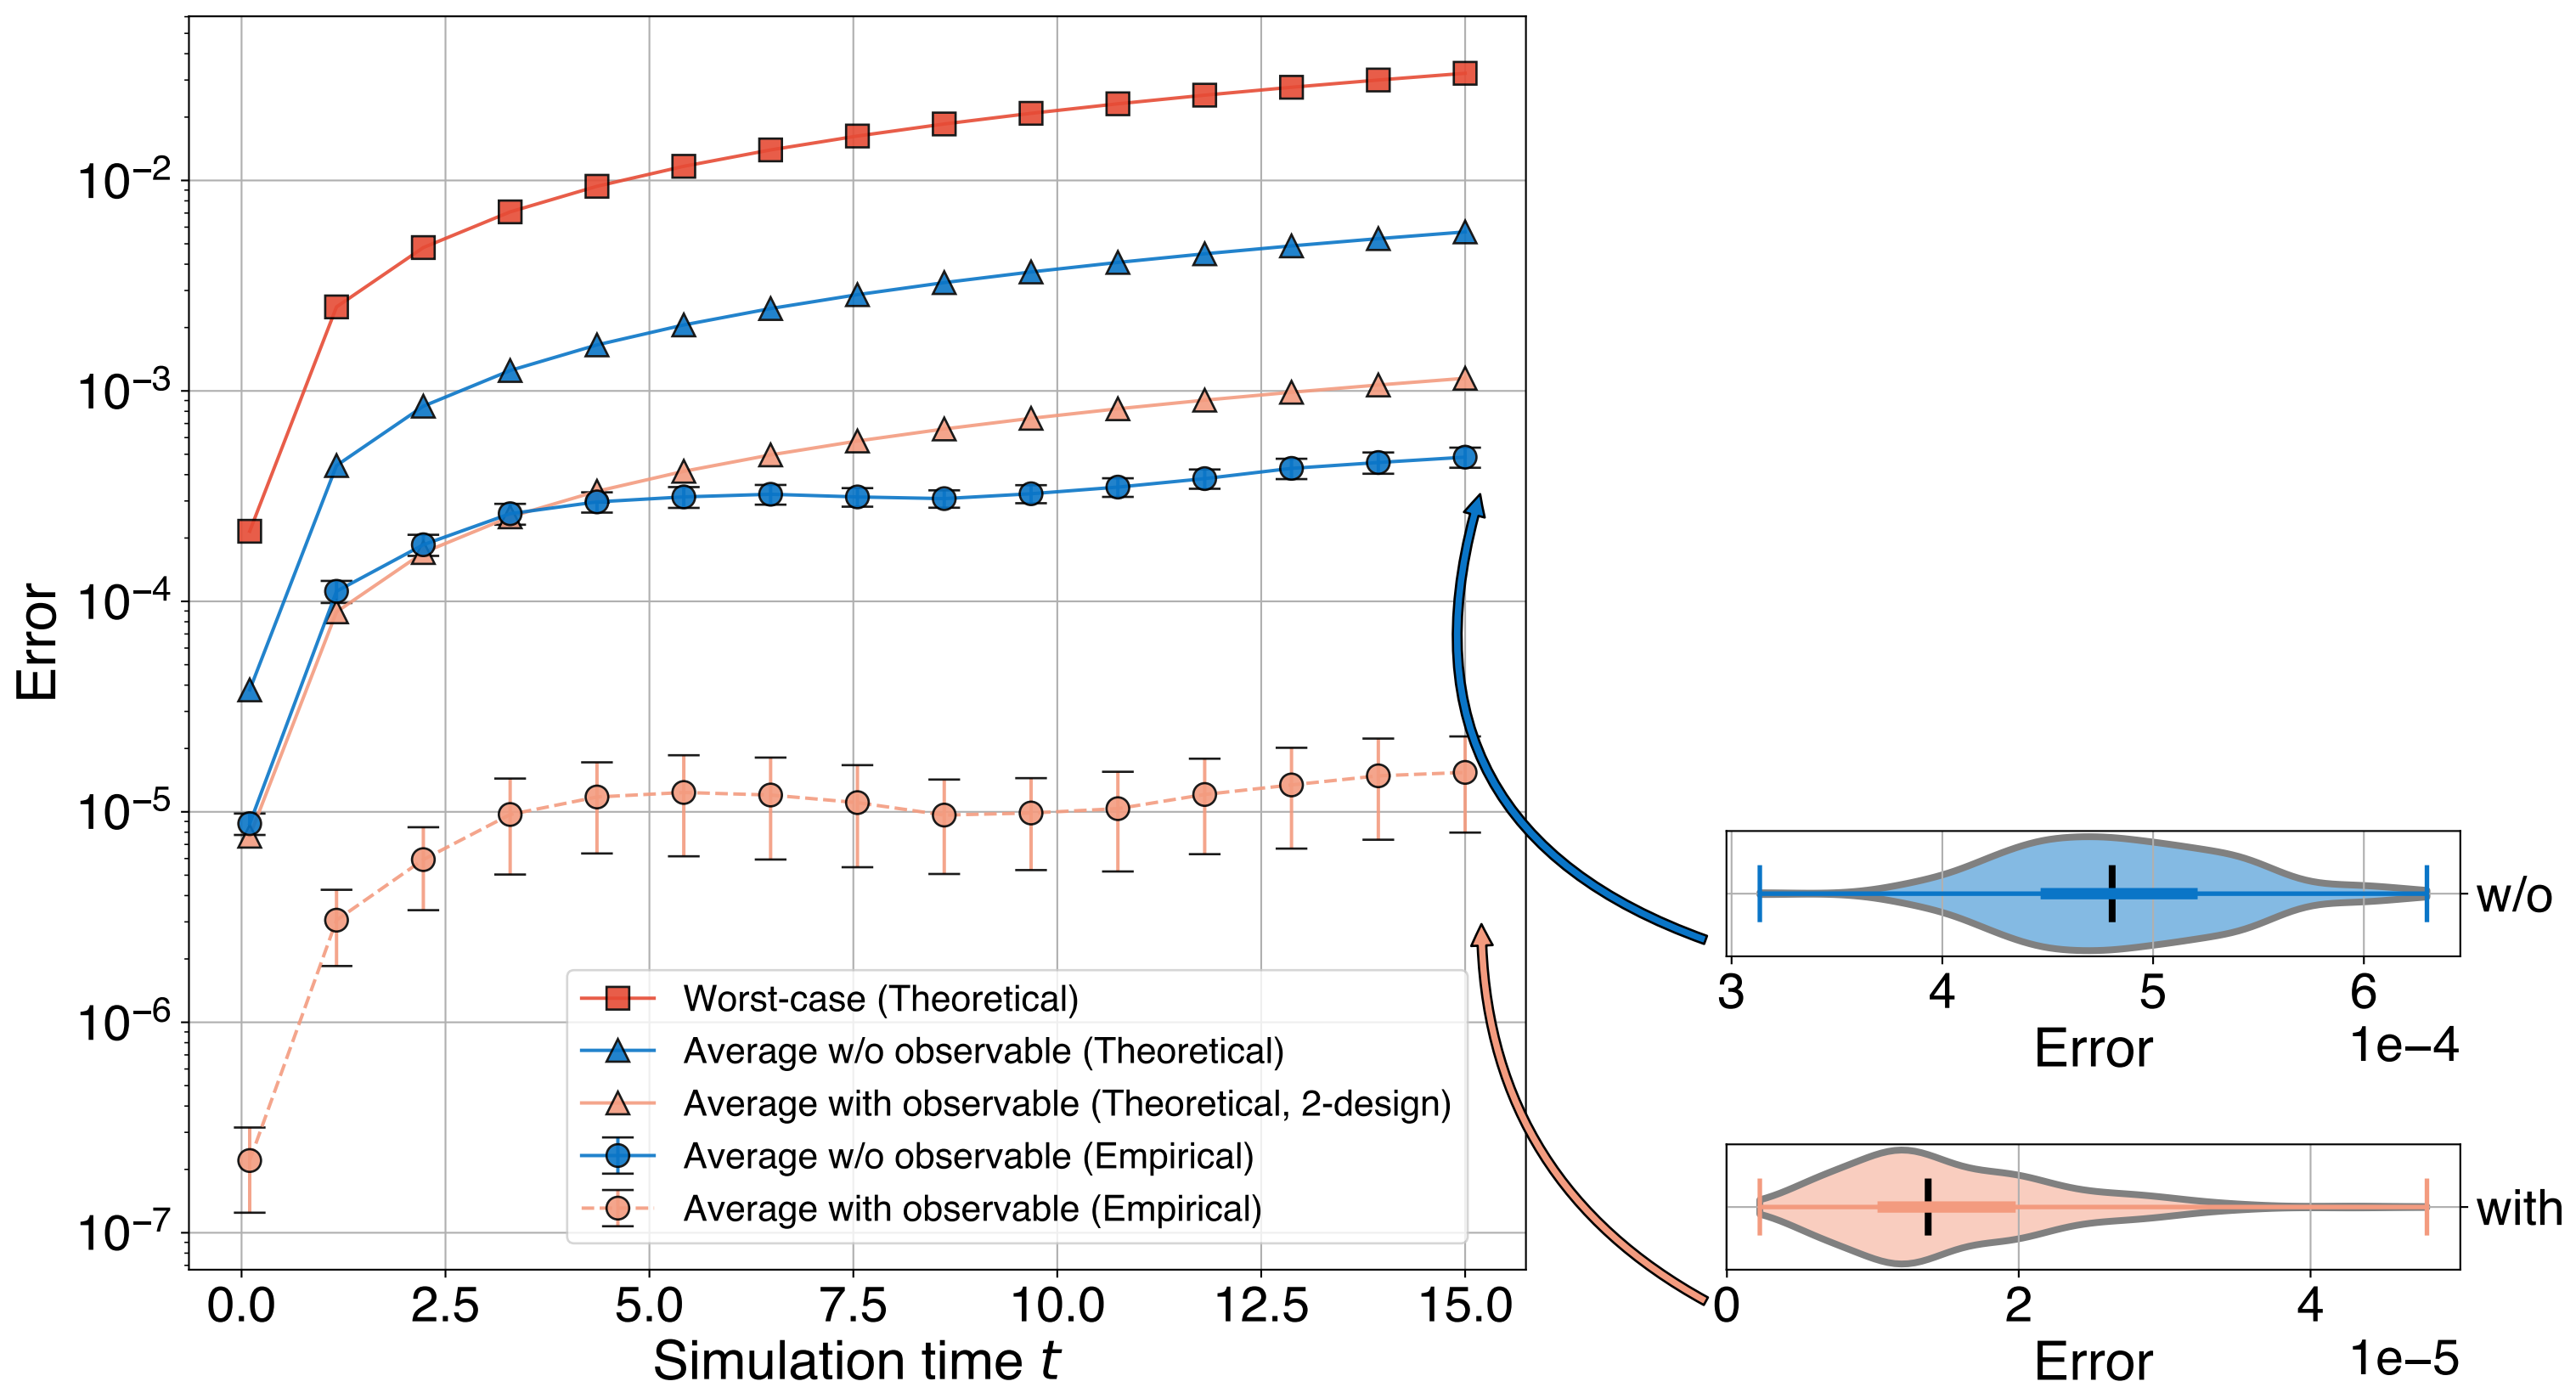 Error
10−2
10−3
10−4
10−5
10−6
10−7
Worst-case (Theoretical)
Average w/o observable (Theoretical)
Average with observable (Theoretical, 2-design)
Average w/o observable (Empirical)
Average with observable (Empirical)
0.0 2.5 5.0 7.5 10.0 12.5 15.0
Simulation time t
w/o
3 4 5 6
Error
1e−4
with
0 2 4
Error
1e−5